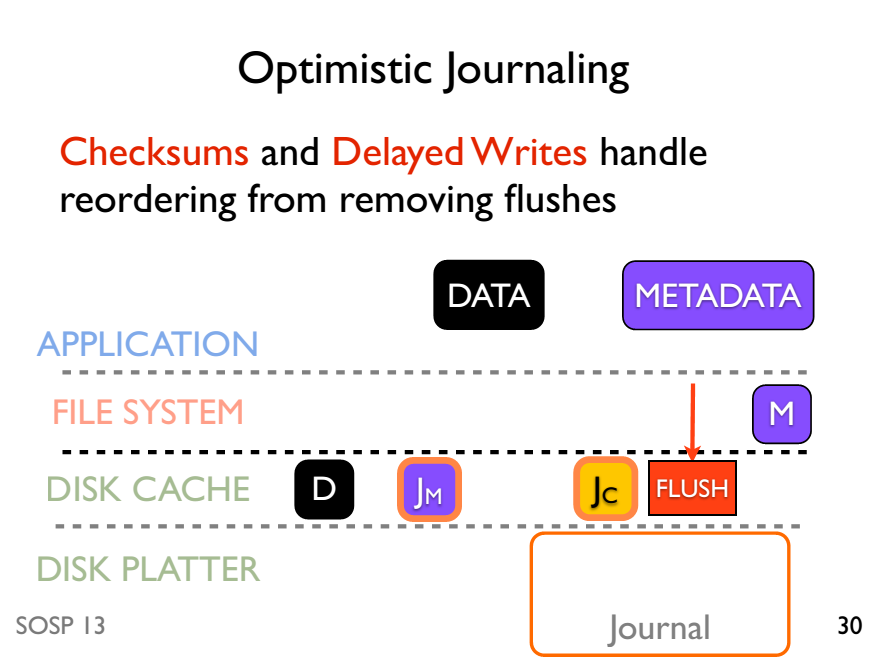 Optimistic Journaling
Checksums and Delayed Writes handle
reordering from removing flushes
DATA METADATA
APPLICATION
FILE SYSTEM M
DISK CACHE D JM JC FLUSH
DISK PLATTER
SOSP 13 Journal 30